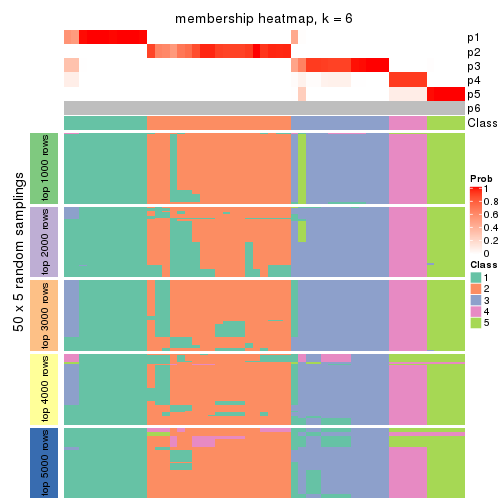 membership heatmap, k = 6
p1
p2
p3
p4
p5
p6
Class
50 x 5 random samplings
top 1000 rows
top 2000 rows
top 3000 rows
top 4000 rows
top 5000 rows
Prob
1
0.8
0.6
0.4
0.2
0
Class
1
2
3
4
5